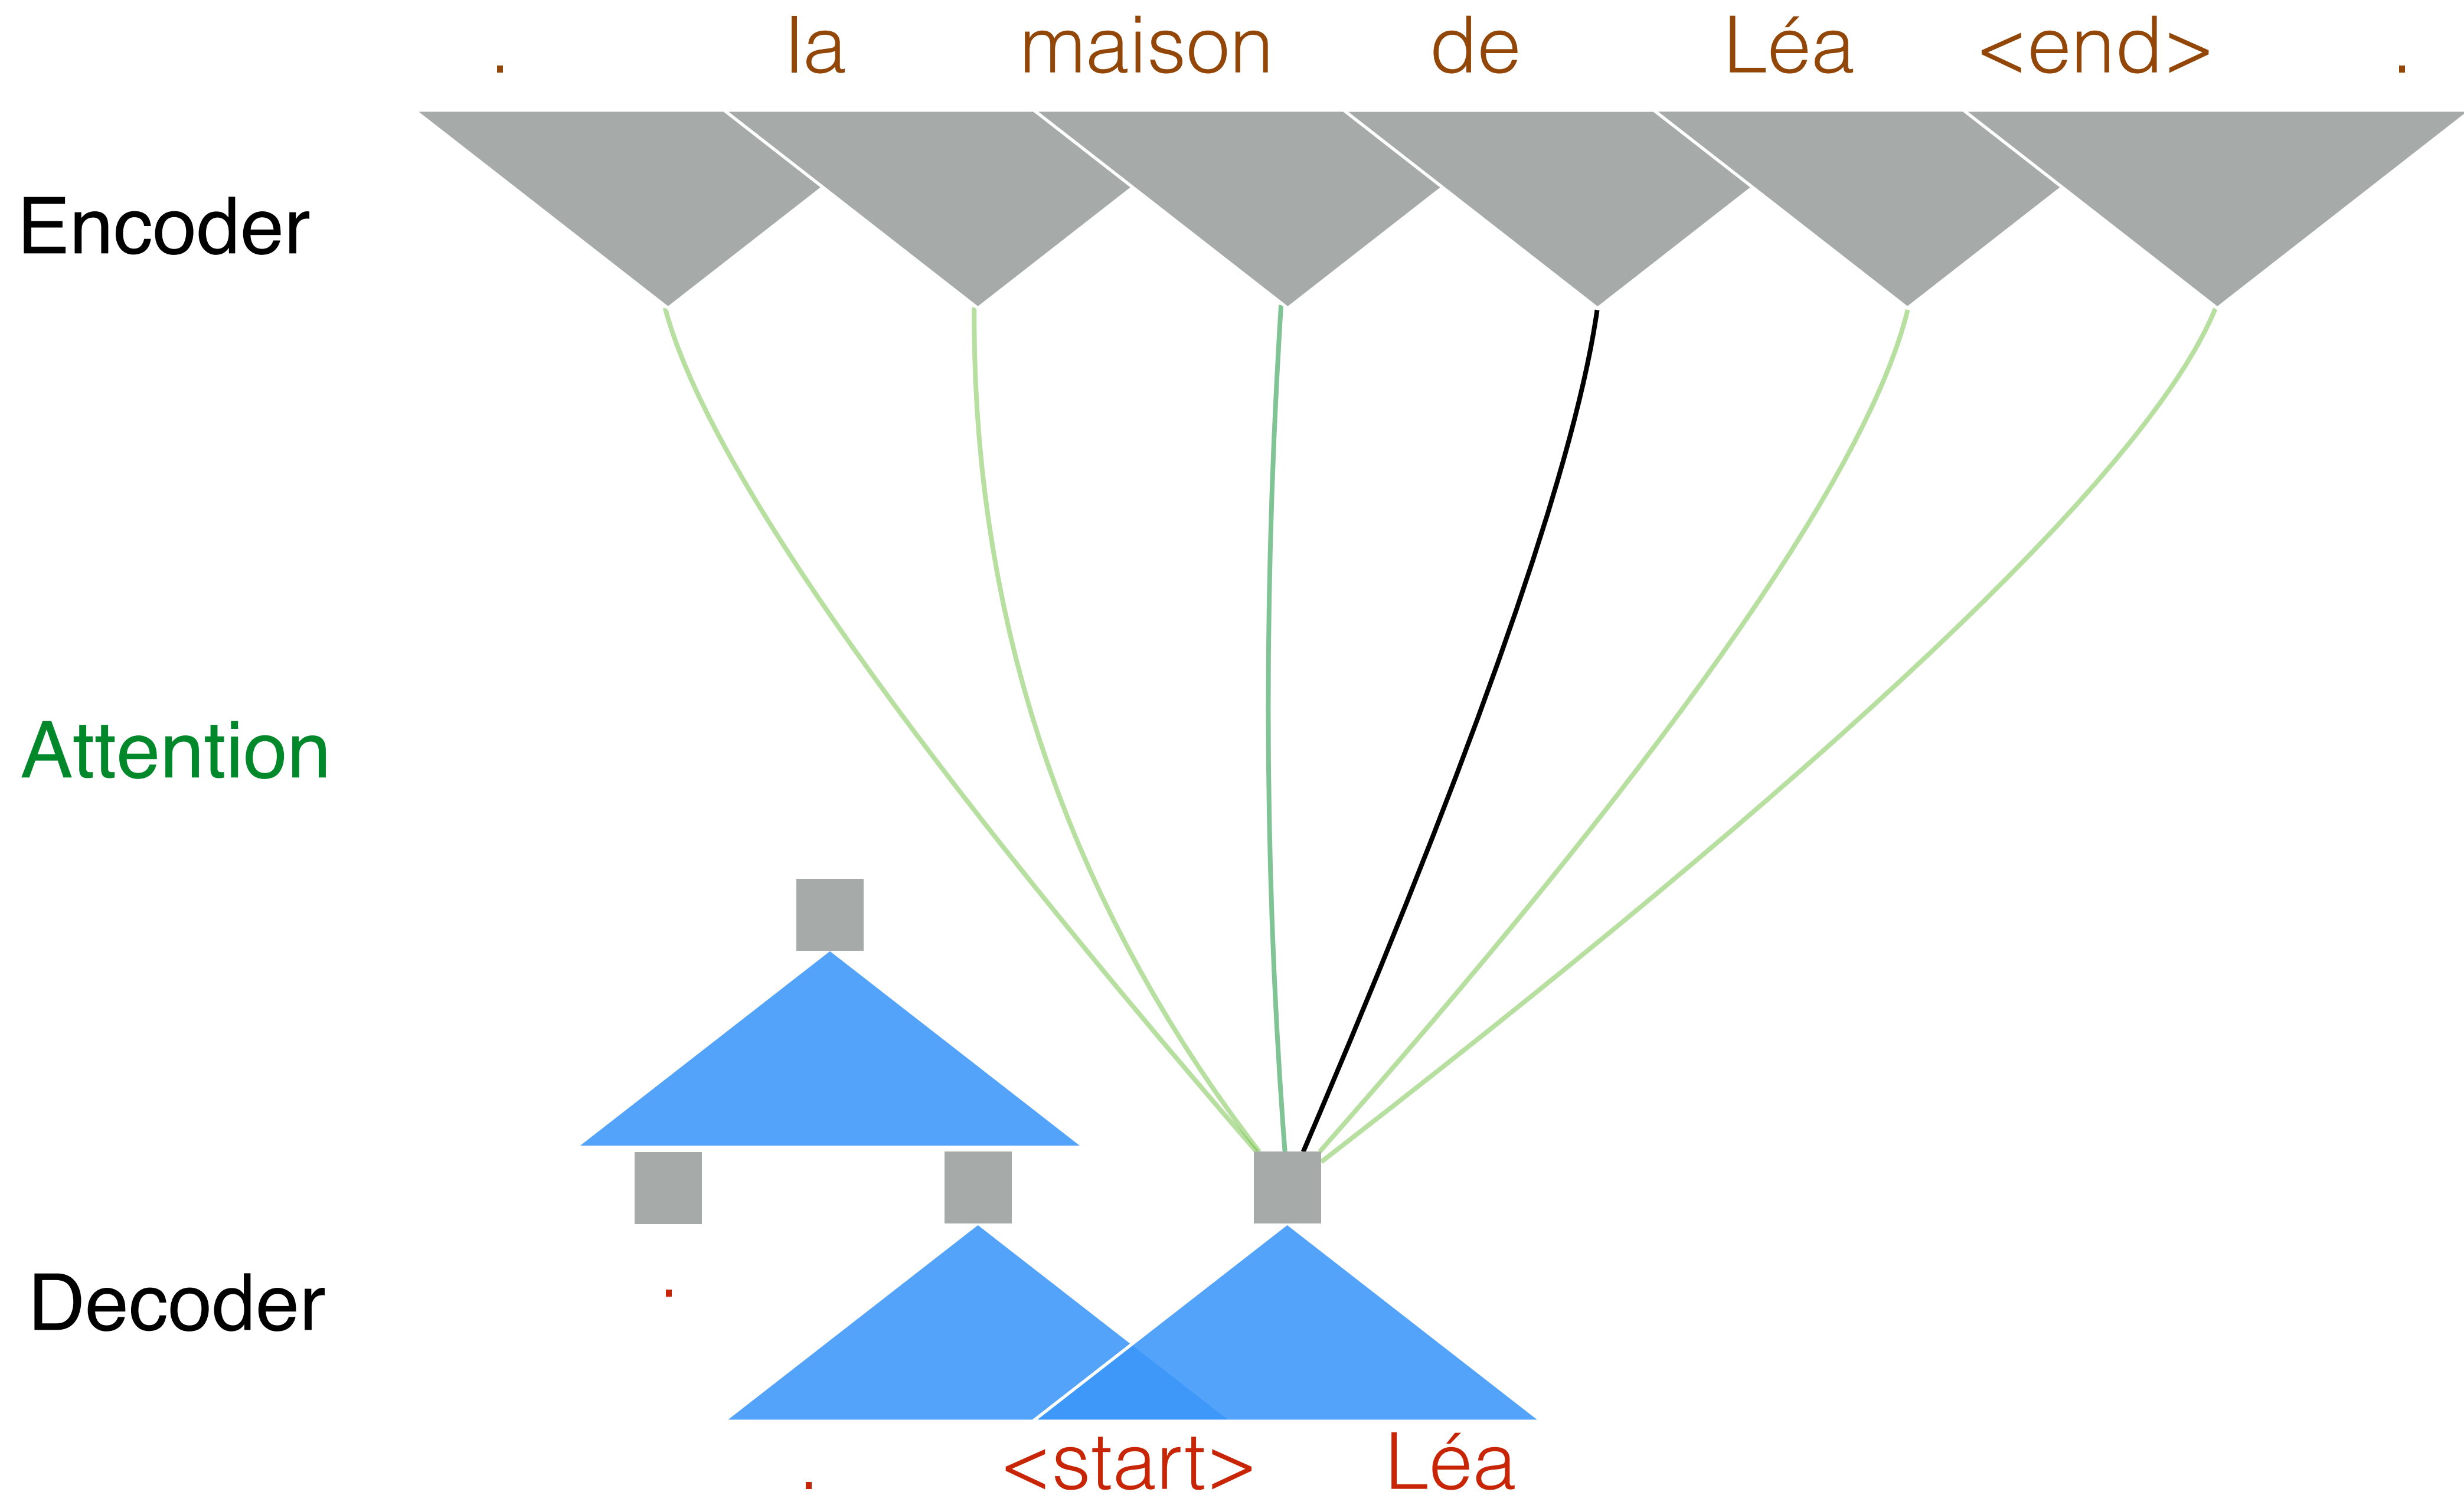 . la maison de Léa <end> .
Encoder
Attention
Decoder
.
. <start> Léa